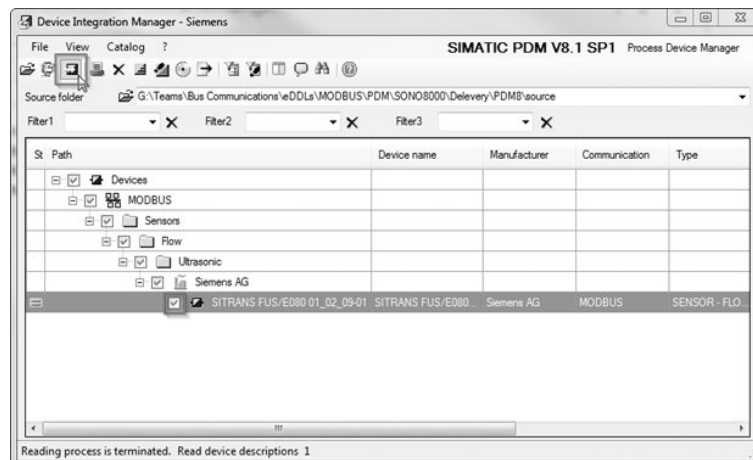 Device Integration Manager - Siemens
File View Catalog ? SIMATIC PDM V8.1 SP1 Process Device Manager
Source folder G:\Teams\Bus Communications\eDDLs\MODBUS\PDM\SONO8000\Delevery\PDM8\source
Filter1 Filter2 Filter3
St Path Device name Manufacturer Communication Type
Devices
MODBUS
Sensors
Flow
Ultrasonic
Siemens AG
SITRANS FUS/E080 01_02_09-01 SITRANS FUS/E080... Siemens AG MODBUS SENSOR - FLO...
Reading process is terminated. Read device descriptions 1